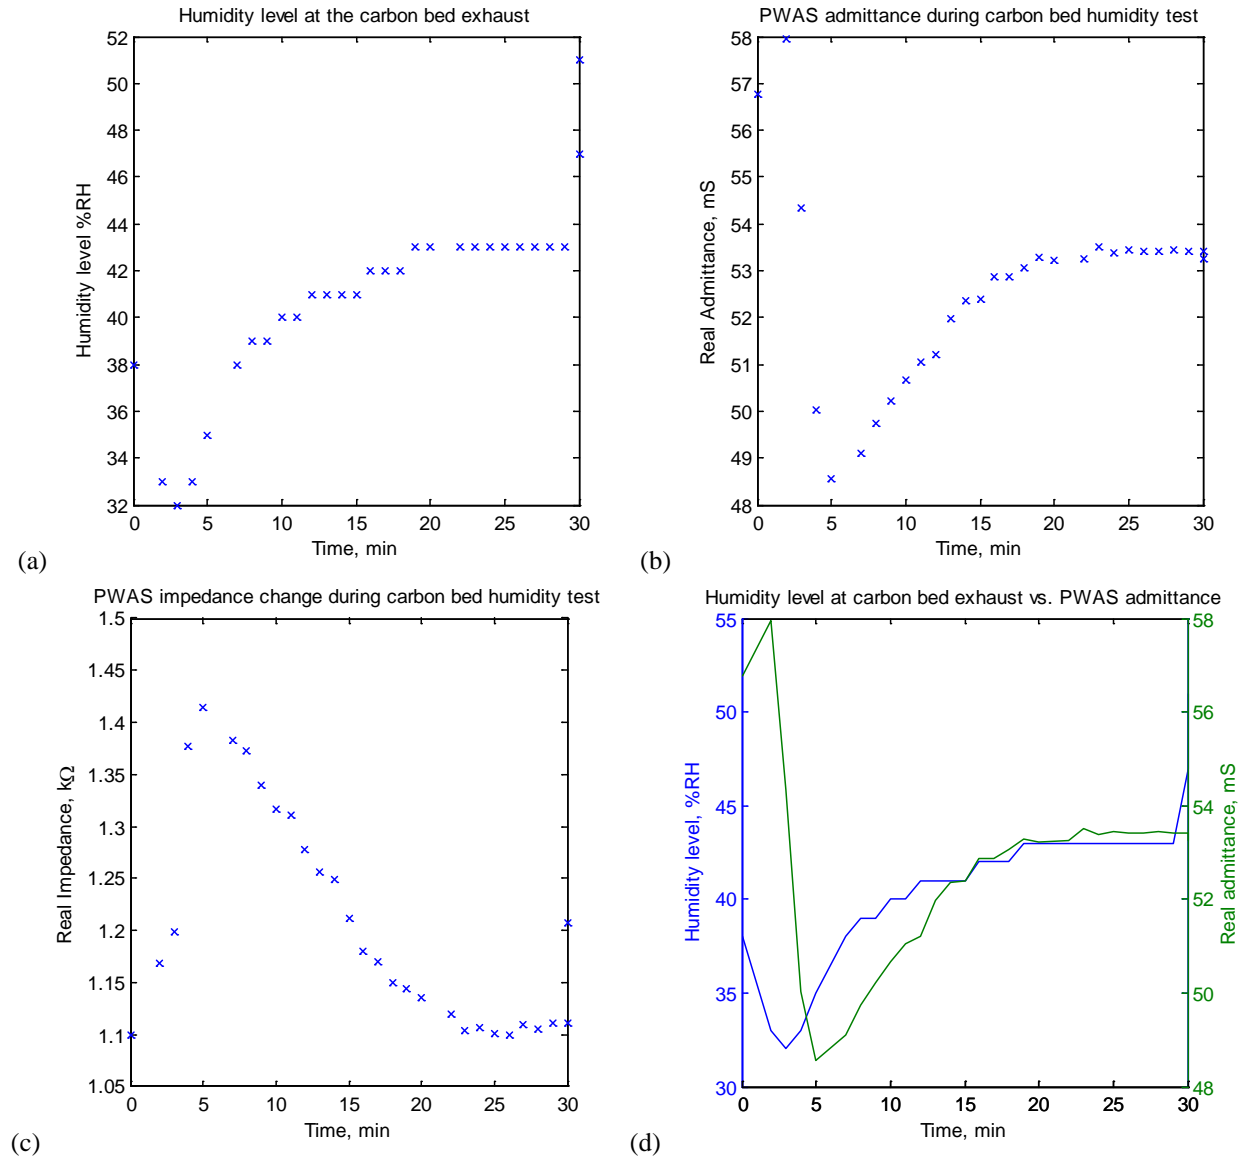 Humidity level at the carbon bed exhaust
52
50
48
46
44
42
40
38
36
34
32
Humidity level %RH
0 5 10 15 20 25 30
Time, min
(a)
PWAS admittance during carbon bed humidity test
58
57
56
55
54
53
52
51
50
49
48
Real Admittance, mS
0 5 10 15 20 25 30
Time, min
(b)
PWAS impedance change during carbon bed humidity test
1.5
1.45
1.4
1.35
1.3
1.25
1.2
1.15
1.1
1.05
Real Impedance, kΩ
0 5 10 15 20 25 30
Time, min
(c)
Humidity level at carbon bed exhaust vs. PWAS admittance
55
50
45
40
35
30
Humidity level, %RH
58
56
54
52
50
48
Real admittance, mS
0 5 10 15 20 25 30
Time, min
(d)